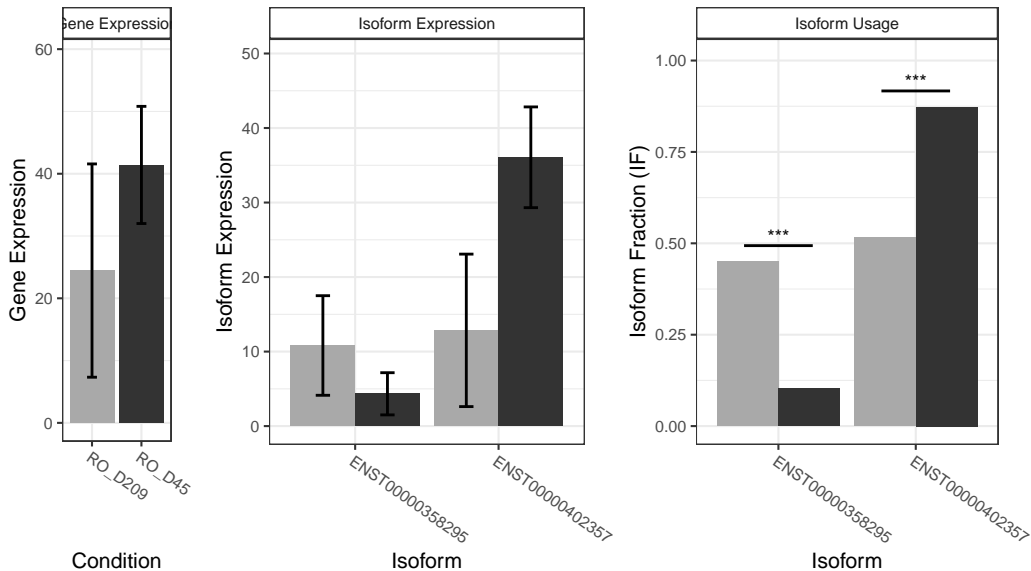 Gene Expression
Gene Expression
60
40
20
0
RO_D209
RO_D45
Condition
Isoform Expression
Isoform Expression
50
40
30
20
10
0
ENST00000358295
ENST00000402357
Isoform
Isoform Usage
Isoform Fraction (IF)
1.00
0.75
0.50
0.25
0.00
***
***
ENST00000358295
ENST00000402357
Isoform